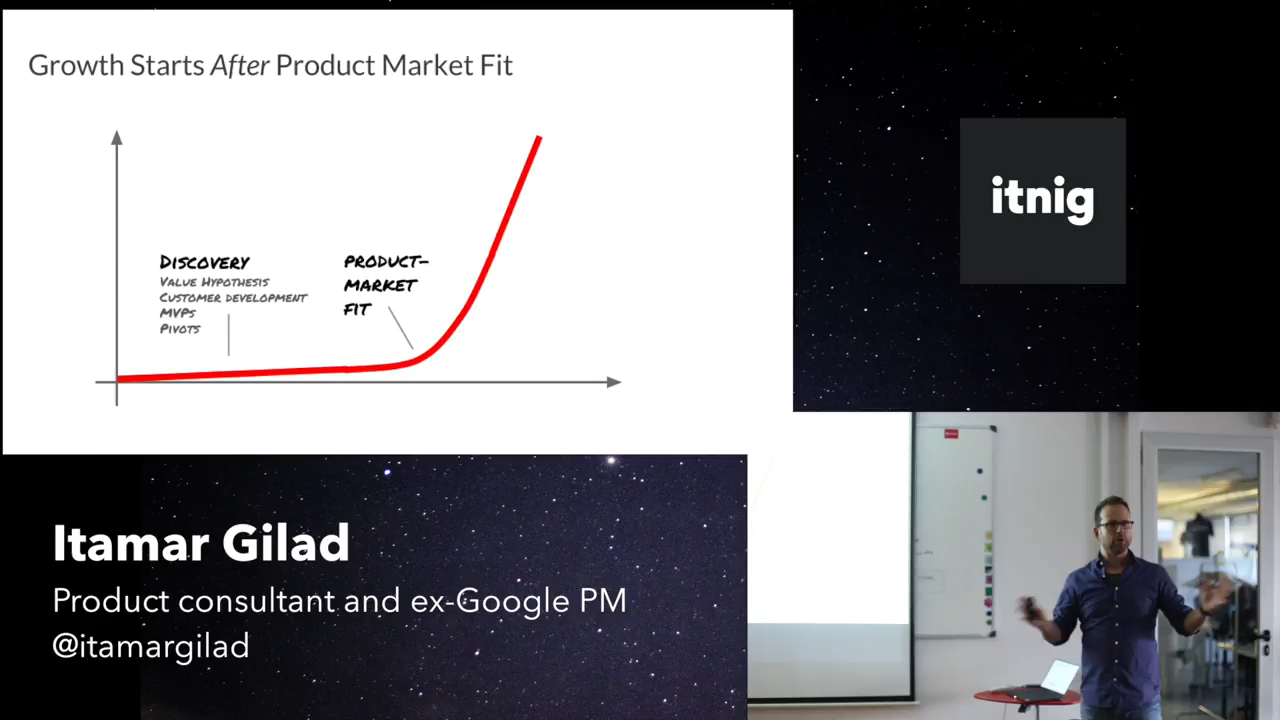 Growth Starts After Product Market Fit
Discovery
Value Hypothesis
Customer development
MVPs
Pivots
Product-
Market
Fit
itnig
Itamar Gilad
Product consultant and ex-Google PM
@itamargilad